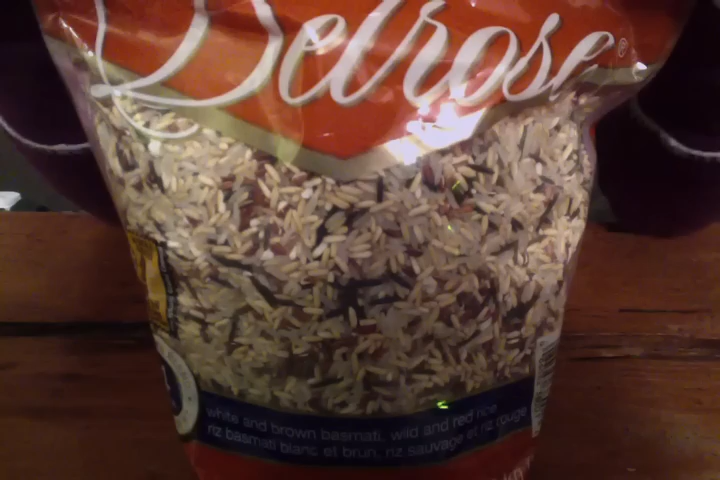 Delrose®
white and brown basmati, wild and red rice
riz basmati blanc et brun, riz sauvage et riz rouge